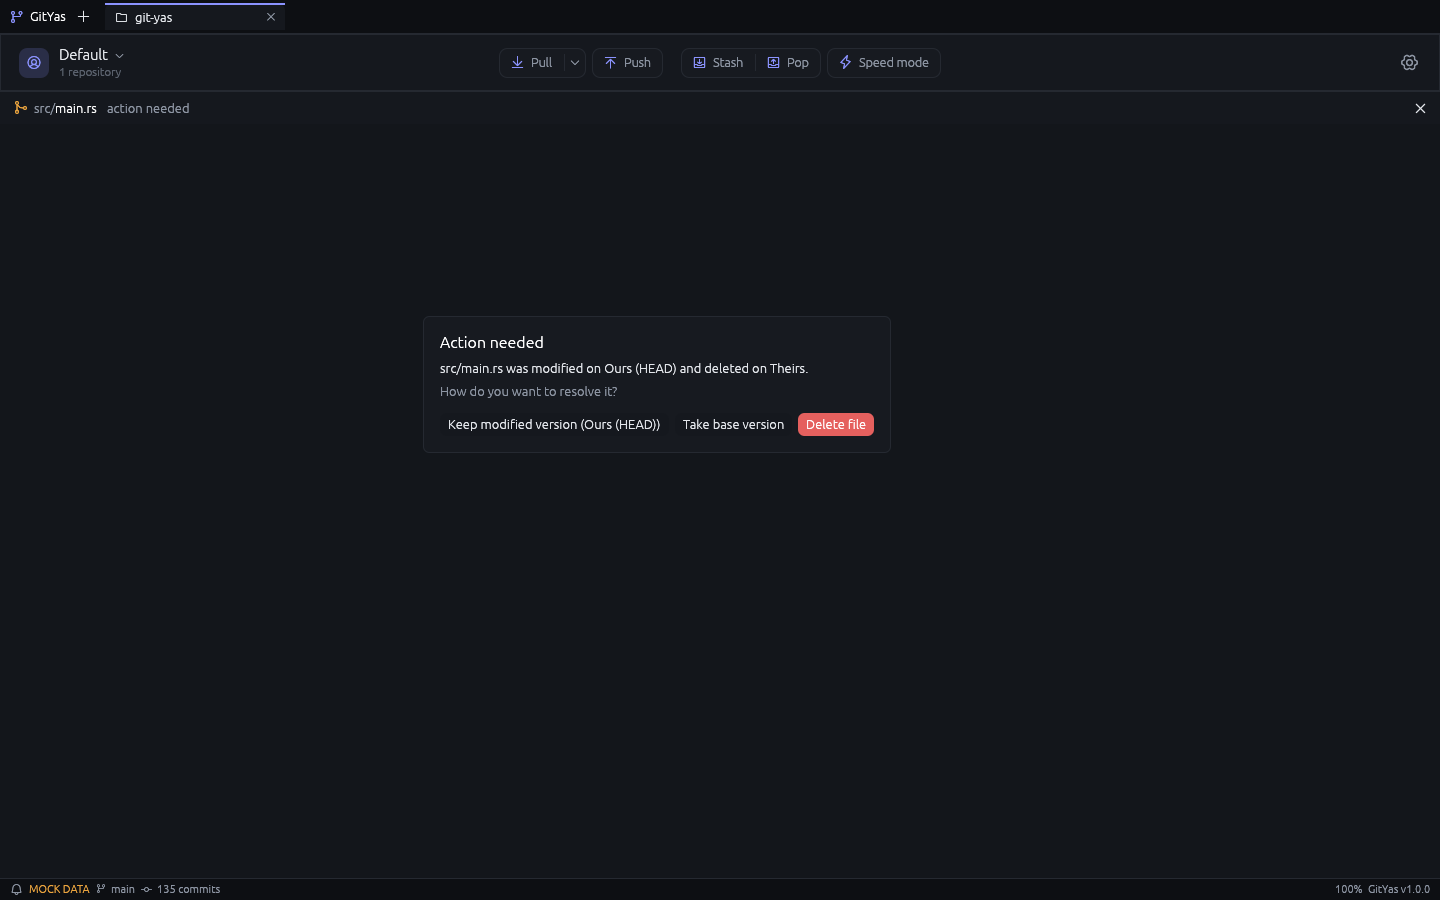 GitYas
git-yas
Default
1 repository
Pull
Push
Stash
Pop
Speed mode
src/main.rs action needed
Action needed
src/main.rs was modified on Ours (HEAD) and deleted on Theirs.
How do you want to resolve it?
Keep modified version (Ours (HEAD))
Take base version
Delete file
MOCK DATA main 135 commits
100% GitYas v1.0.0